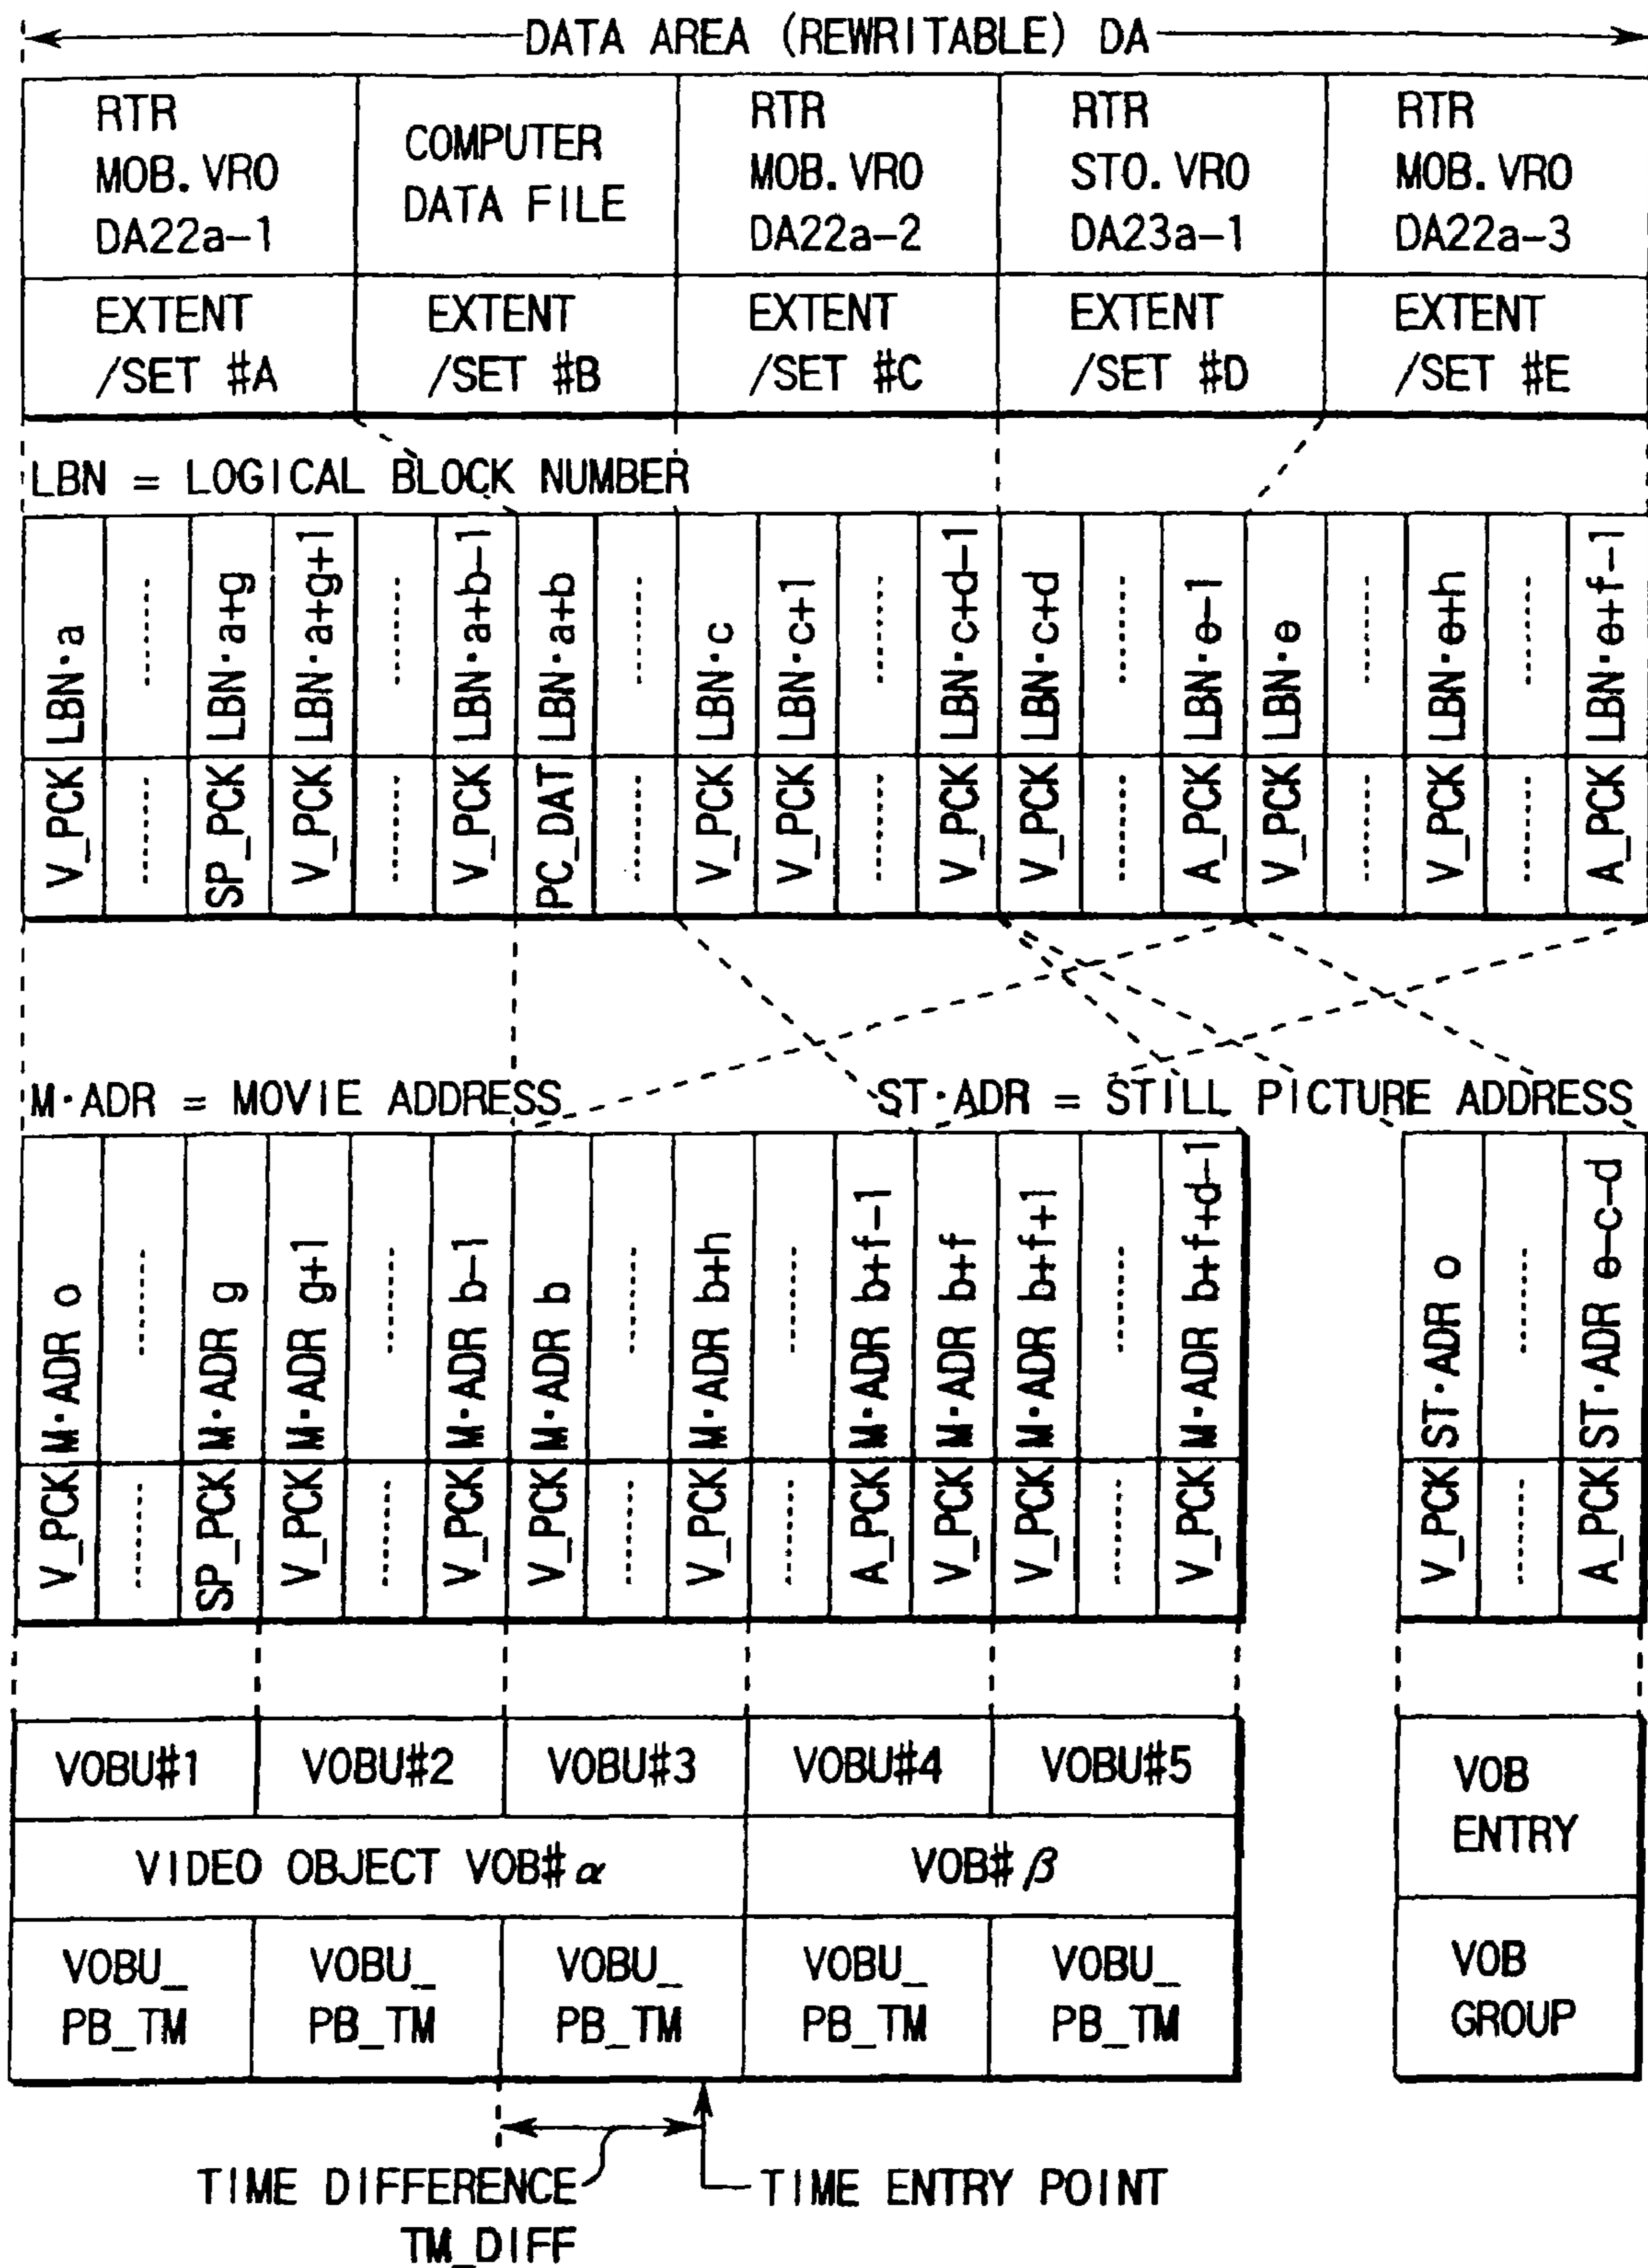 DATA AREA (REWRITABLE) DA
RTR
MOB. VRO
DA22a-1
COMPUTER
DATA FILE
RTR
MOB. VRO
DA22a-2
RTR
STO. VRO
DA23a-1
RTR
MOB. VRO
DA22a-3
EXTENT
/SET #A
EXTENT
/SET #B
EXTENT
/SET #C
EXTENT
/SET #D
EXTENT
/SET #E
LBN = LOGICAL BLOCK NUMBER
LBN·a
LBN·a+g
LBN·a+g+1
LBN·a+b-1
LBN·a+b
LBN·c
LBN·c+1
LBN·c+d-1
LBN·c+d
LBN·e-1
LBN·e
LBN·e+h
LBN·e+f-1
V_PCK
SP_PCK
V_PCK
V_PCK
PC_DAT
V_PCK
V_PCK
V_PCK
V_PCK
A_PCK
V_PCK
V_PCK
A_PCK
M·ADR = MOVIE ADDRESS
ST·ADR = STILL PICTURE ADDRESS
M·ADR o
M·ADR g
M·ADR g+1
M·ADR b-1
M·ADR b
M·ADR b+h
M·ADR b+f-1
M·ADR b+f
M·ADR b+f+1
M·ADR b+f+d-1
ST·ADR o
ST·ADR e-c-d
V_PCK
SP_PCK
V_PCK
V_PCK
V_PCK
V_PCK
A_PCK
V_PCK
V_PCK
V_PCK
V_PCK
A_PCK
VOBU#1
VOBU#2
VOBU#3
VOBU#4
VOBU#5
VOB
ENTRY
VIDEO OBJECT VOB#α
VOB#β
VOBU_
PB_TM
VOBU_
PB_TM
VOBU_
PB_TM
VOBU_
PB_TM
VOBU_
PB_TM
VOB
GROUP
TIME DIFFERENCE
TM_DIFF
TIME ENTRY POINT